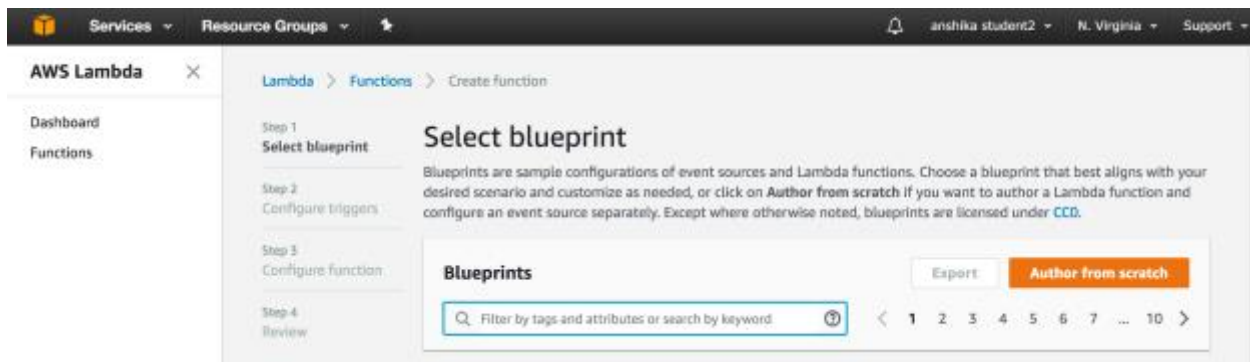 Services Resource Groups anshika student2 N. Virginia Support
AWS Lambda
Dashboard
Functions
Lambda > Functions > Create function
Step 1
Select blueprint
Step 2
Configure triggers
Step 3
Configure function
Step 4
Review
Select blueprint
Blueprints are sample configurations of event sources and Lambda functions. Choose a blueprint that best aligns with your
desired scenario and customize as needed, or click on Author from scratch if you want to author a Lambda function and
configure an event source separately. Except where otherwise noted, blueprints are licensed under CC0.
Blueprints
Export Author from scratch
Filter by tags and attributes or search by keyword
1 2 3 4 5 6 7 ... 10